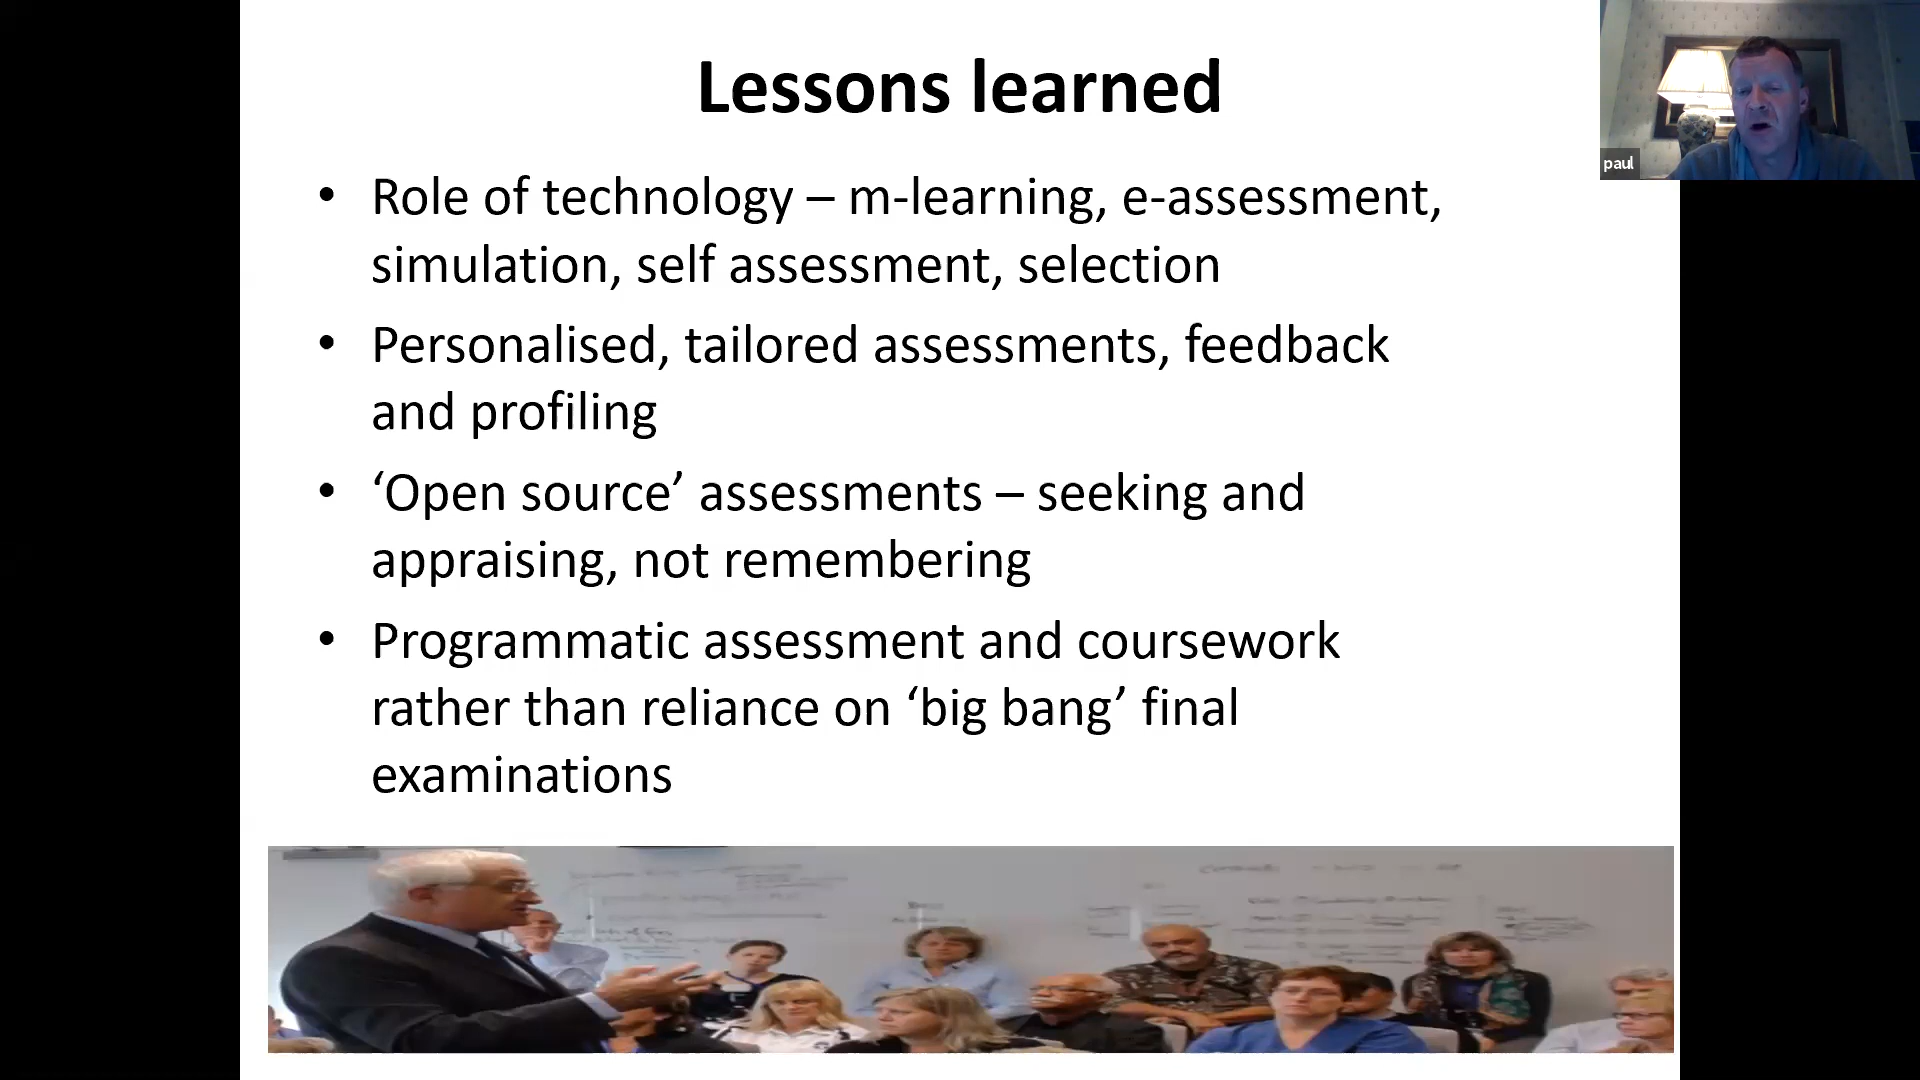 Lessons learned
paul
• Role of technology – m-learning, e-assessment,
simulation, self assessment, selection
• Personalised, tailored assessments, feedback
and profiling
• ‘Open source’ assessments – seeking and
appraising, not remembering
• Programmatic assessment and coursework
rather than reliance on ‘big bang’ final
examinations